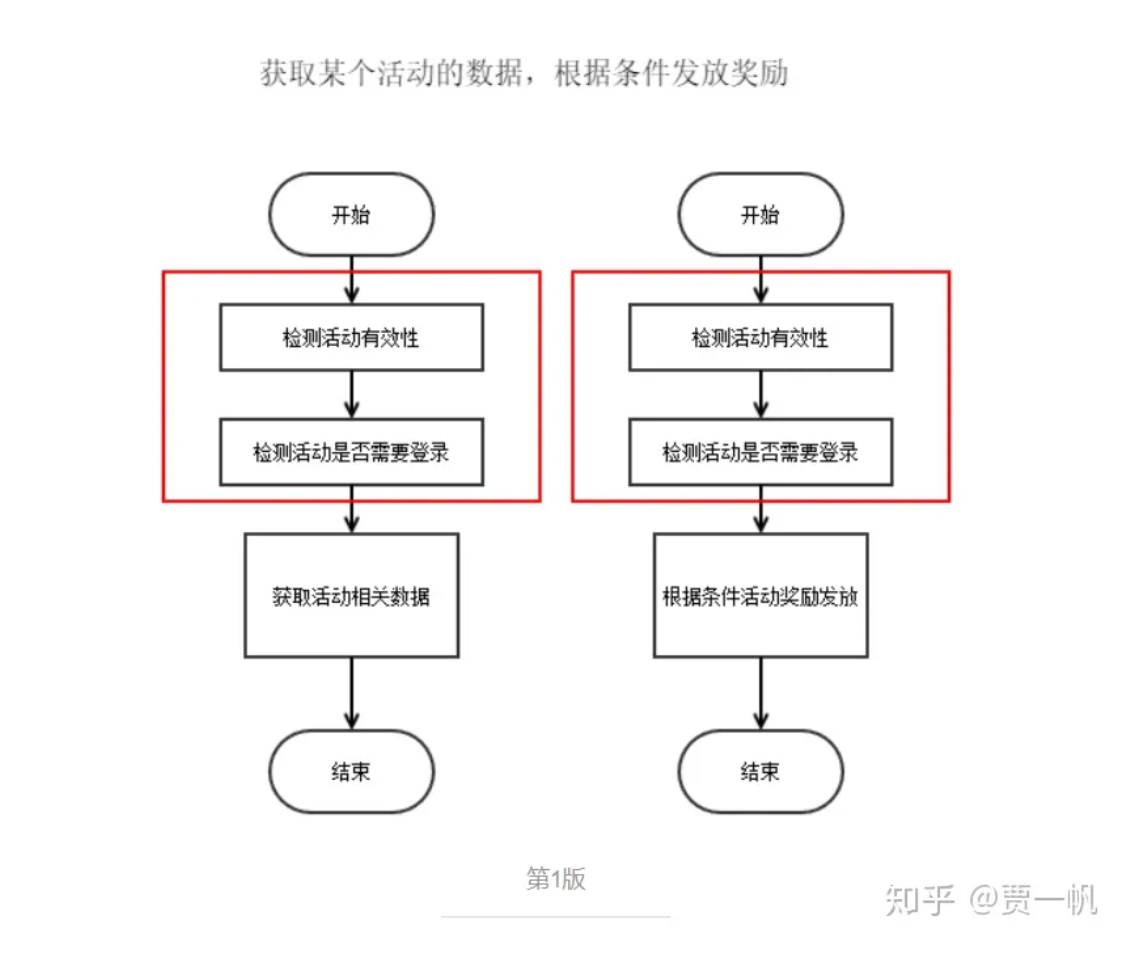 获取某个活动的数据，根据条件发放奖励
开始
检测活动有效性
检测活动是否需要登录
获取活动相关数据
结束
开始
检测活动有效性
检测活动是否需要登录
根据条件活动奖励发放
结束
第1版
知乎 @贾一帆